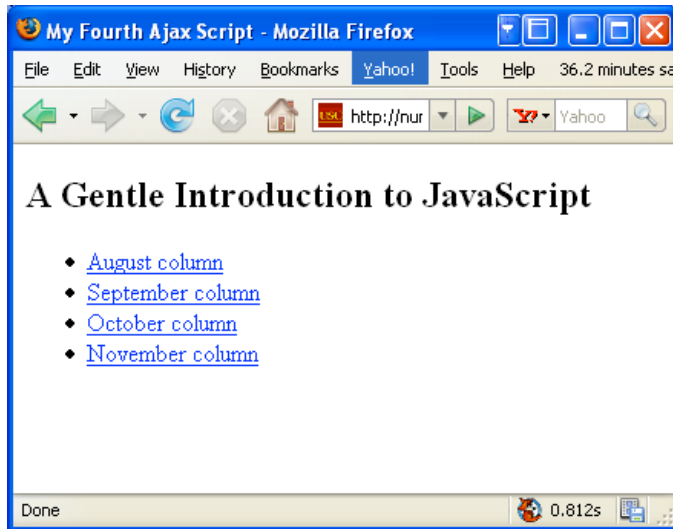 My Fourth Ajax Script - Mozilla Firefox
File Edit View History Bookmarks Yahoo! Tools Help 36.2 minutes sa
USC http://nur Y! Yahoo
A Gentle Introduction to JavaScript
August column
September column
October column
November column
Done 0.812s